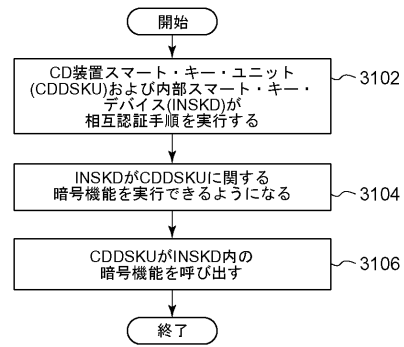 開始
CD装置スマート・キー・ユニット
(CDDSKU)および内部スマート・キー・
デバイス(INSKD)が
相互認証手順を実行する
3102
INSKDがCDDSKUに関する
暗号機能を実行できるようになる
3104
CDDSKUがINSKD内の
暗号機能を呼び出す
3106
終了